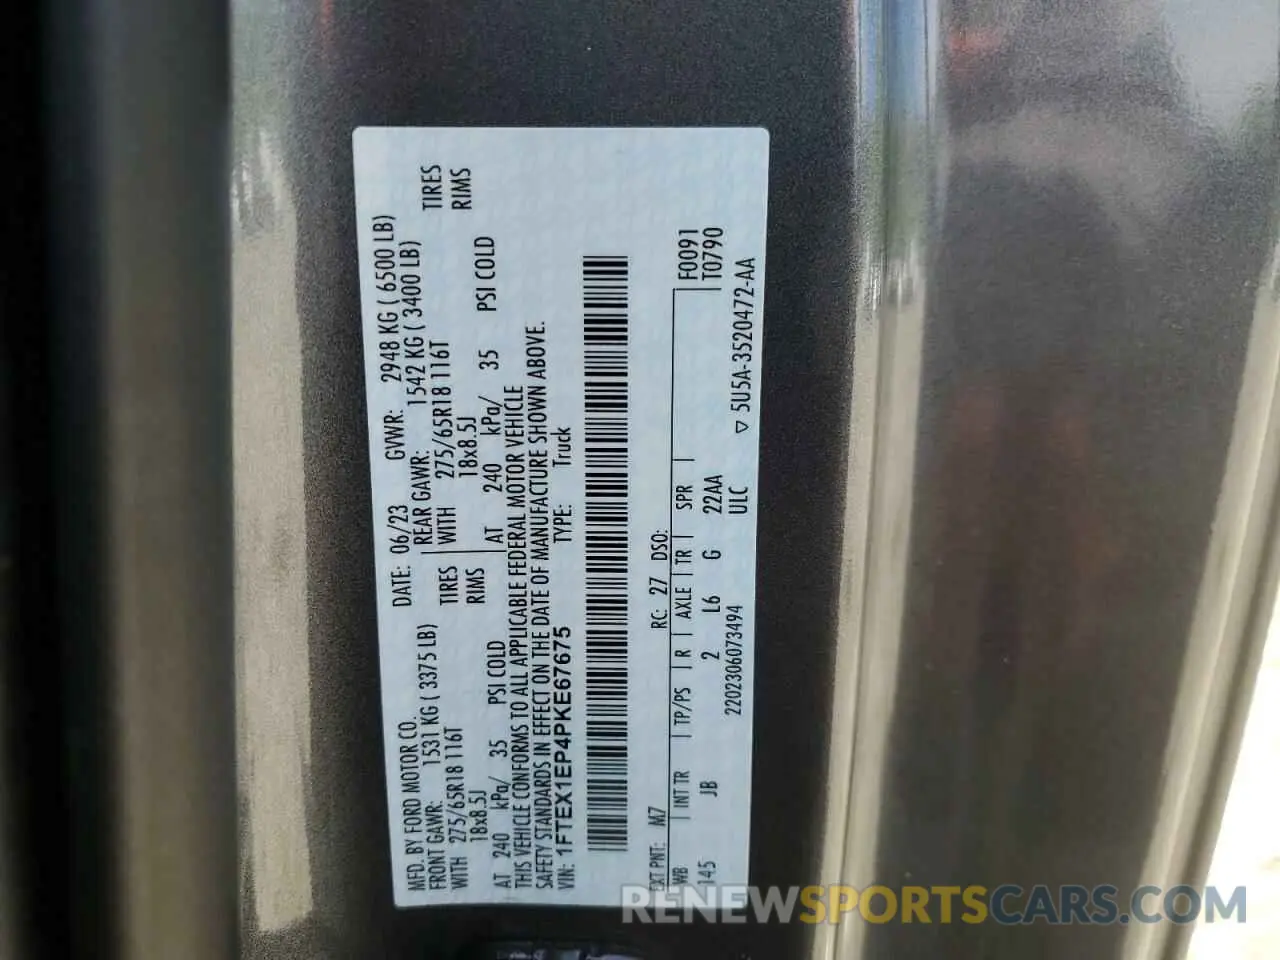 MFD. BY FORD MOTOR CO.
DATE: 06/23 GVWR: 2948 KG ( 6500 LB)
FRONT GAWR: 1531 KG ( 3375 LB) REAR GAWR: 1542 KG ( 3400 LB)
WITH 275/65R18 116T TIRES WITH 275/65R18 116T TIRES
18x8.5J RIMS 18x8.5J RIMS
AT 240 kPa/ 35 PSI COLD AT 240 kPa/ 35 PSI COLD
THIS VEHICLE CONFORMS TO ALL APPLICABLE FEDERAL MOTOR VEHICLE
SAFETY STANDARDS IN EFFECT ON THE DATE OF MANUFACTURE SHOWN ABOVE.
VIN: 1FTEX1EP4PKE67675 TYPE: Truck
EXT PNT: M7 RC: 27 DSO:
WB INT TR TP/PS R AXLE TR SPR F0091
145 JB 2 L6 G 22AA T0790
2202306073494 ULC ▽ 5U5A-3520472-AA
RENEWSPORTSCARS.COM